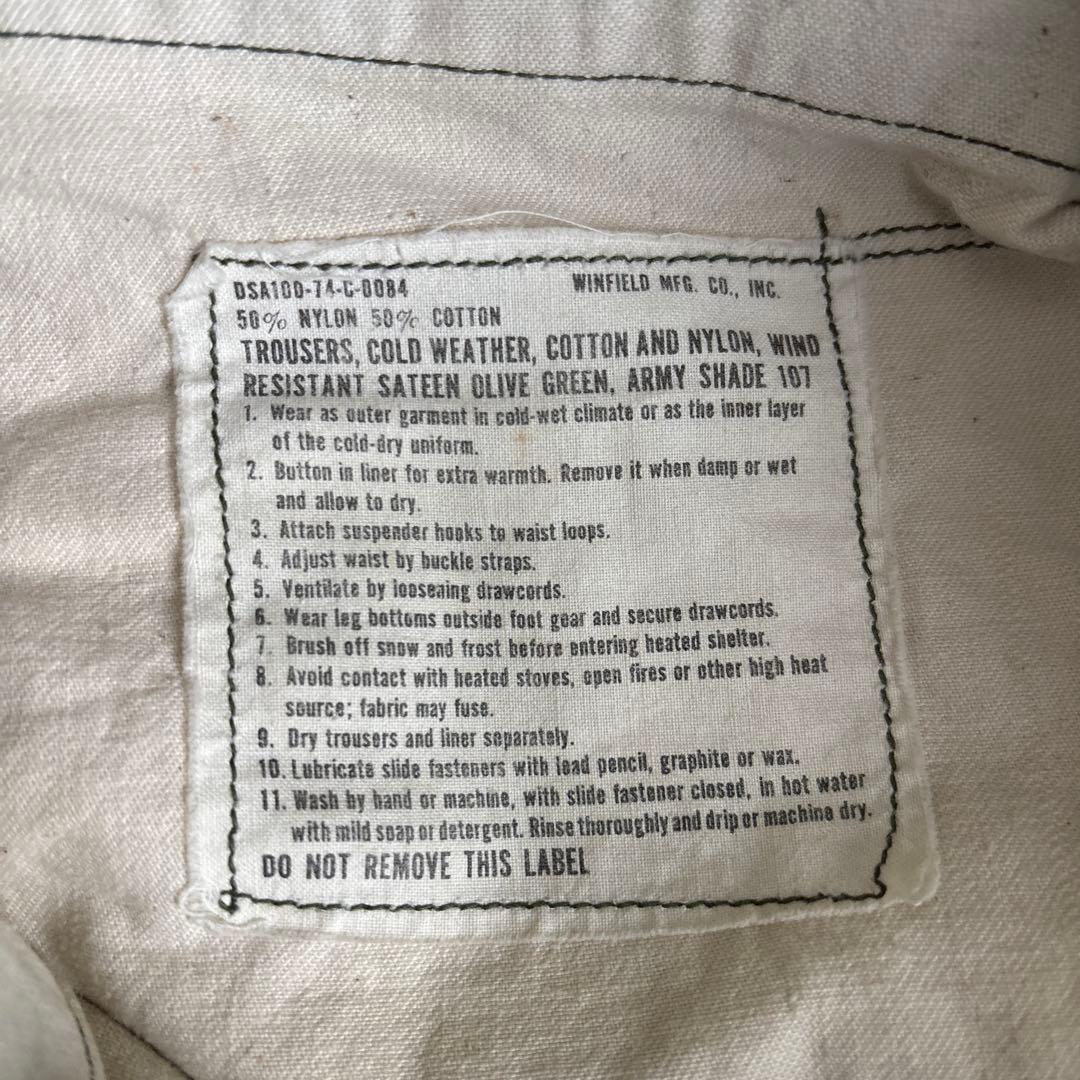 DSA100-74-C-0084 WINFIELD MFG. CO., INC.
50% NYLON 50% COTTON
TROUSERS, COLD WEATHER, COTTON AND NYLON, WIND
RESISTANT SATEEN OLIVE GREEN, ARMY SHADE 107
1. Wear as outer garment in cold-wet climate or as the inner layer
of the cold-dry uniform.
2. Button in liner for extra warmth. Remove it when damp or wet
and allow to dry.
3. Attach suspender hooks to waist loops.
4. Adjust waist by buckle straps.
5. Ventilate by loosening drawcords.
6. Wear leg bottoms outside foot gear and secure drawcords.
7. Brush off snow and frost before entering heated shelter.
8. Avoid contact with heated stoves, open fires or other high heat
source; fabric may fuse.
9. Dry trousers and liner separately.
10. Lubricate slide fasteners with lead pencil, graphite or wax.
11. Wash by hand or machine, with slide fastener closed, in hot water
with mild soap or detergent. Rinse thoroughly and drip or machine dry.
DO NOT REMOVE THIS LABEL